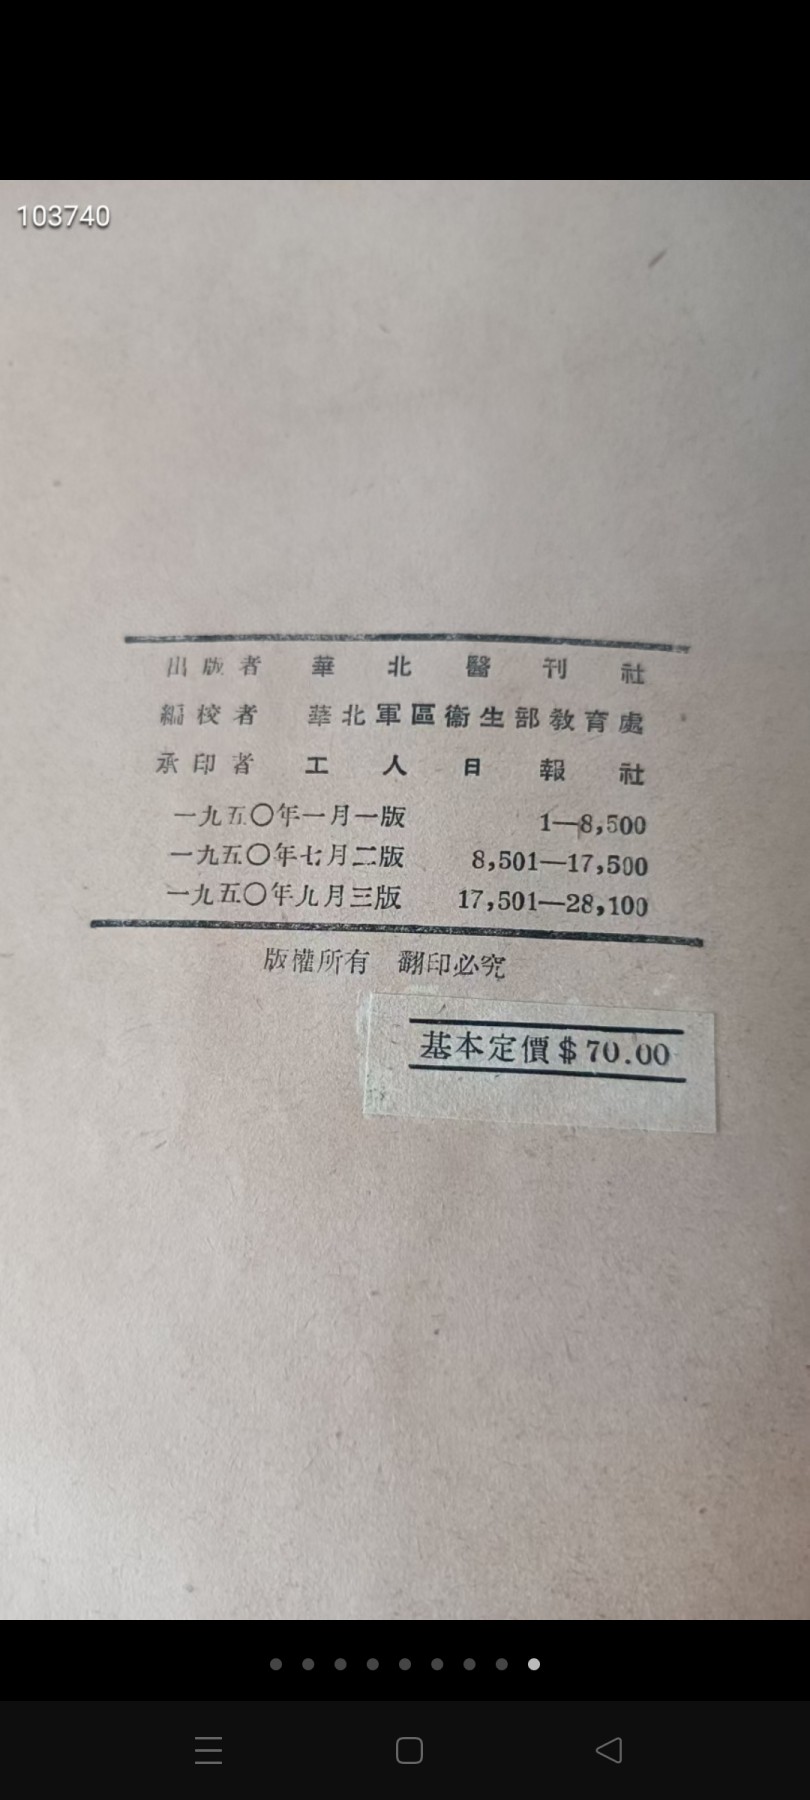 103740
出版者 華北醫刊社
編校者 華北軍區衞生部敎育處
承印者 工人日報社
一九五〇年一月一版 1—8,500
一九五〇年七月二版 8,501—17,500
一九五〇年九月三版 17,501—28,100
版權所有 翻印必究
基本定價＄70.00